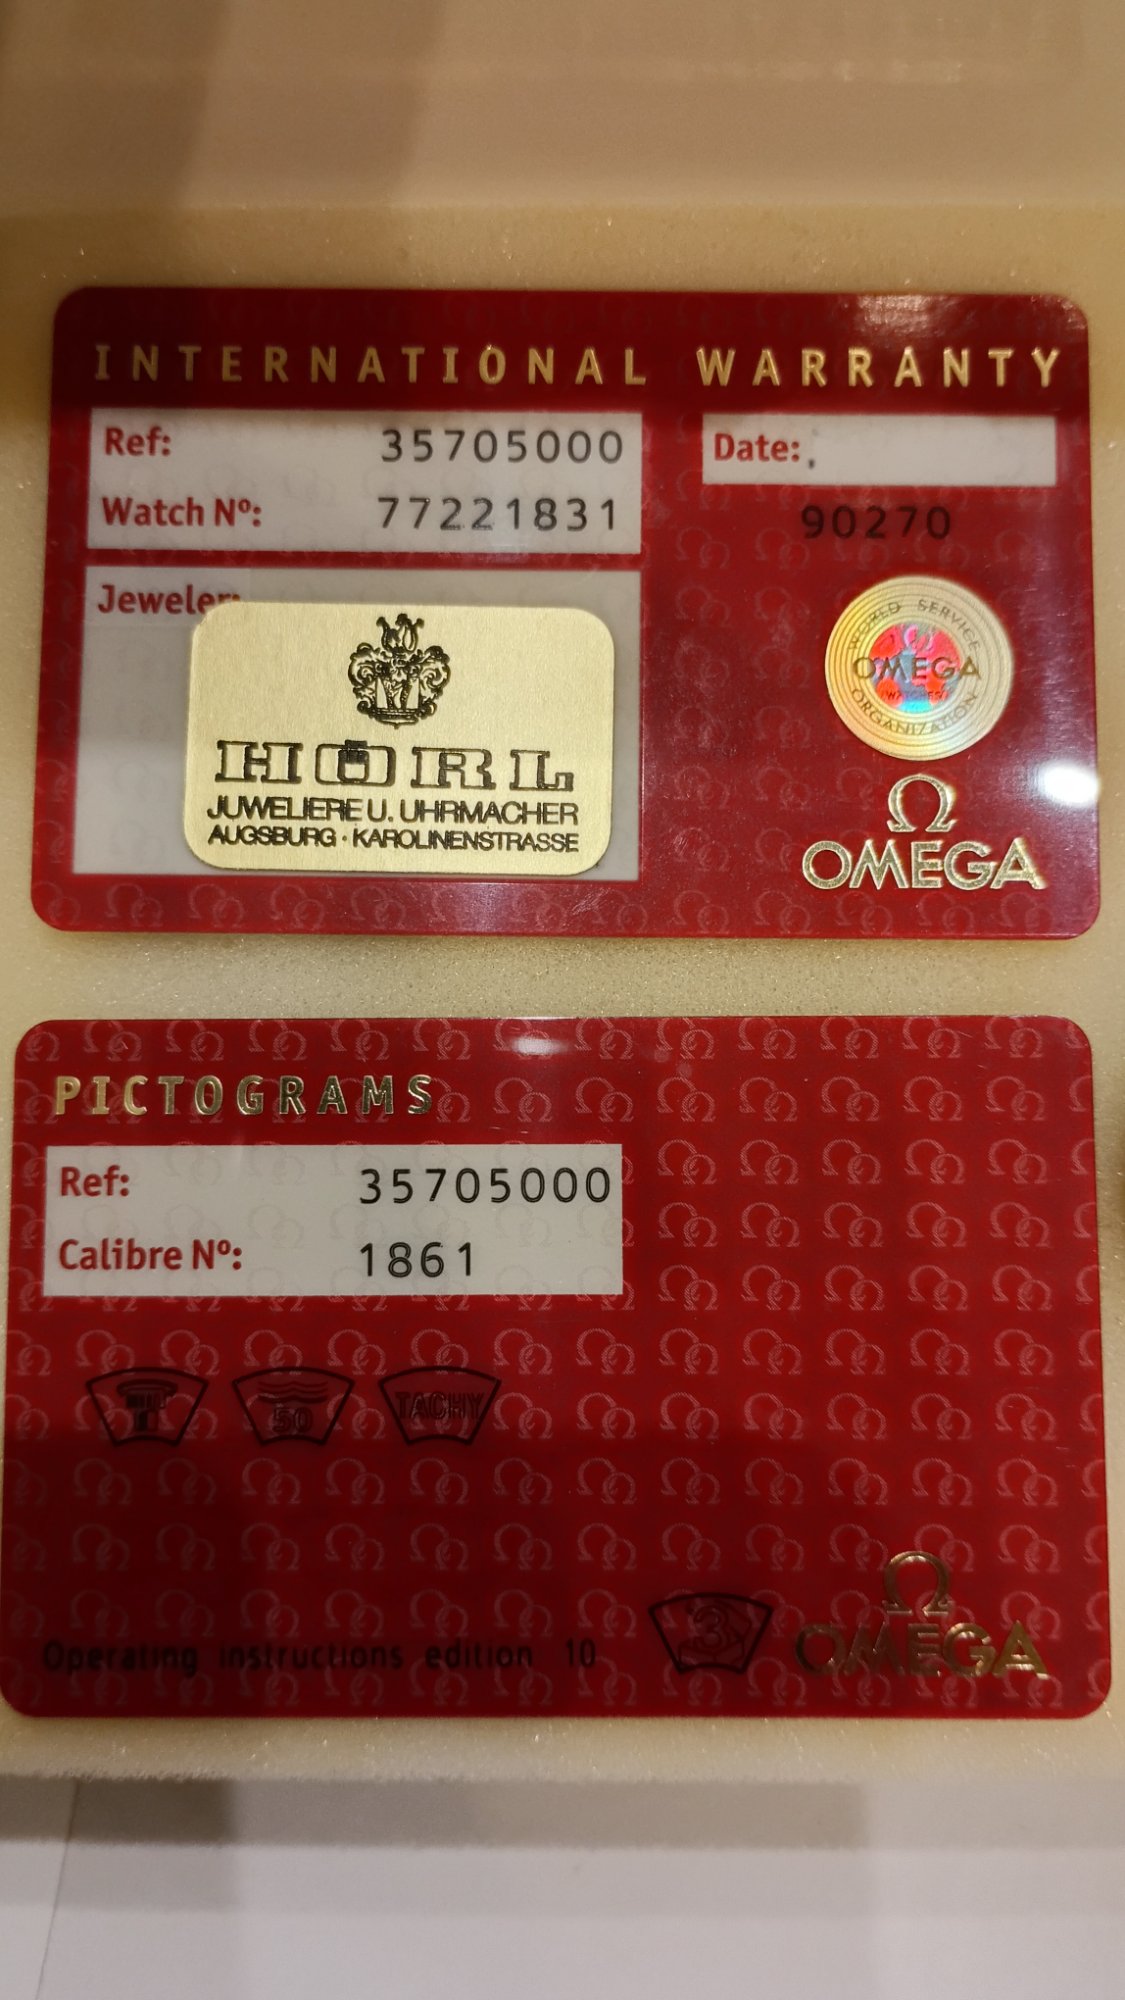 INTERNATIONAL WARRANTY
Ref: 35705000
Watch Nº: 77221831
Date:
90270
Jeweler:
HÖRL
JUWELIERE U. UHRMACHER
AUGSBURG · KAROLINENSTRASSE
WORLD SERVICE
OMEGA
WATCHES
ORGANIZATION
Ω
OMEGA
PICTOGRAMS
Ref: 35705000
Calibre Nº: 1861
50
TACHY
Operating instructions edition 10
3
Ω
OMEGA